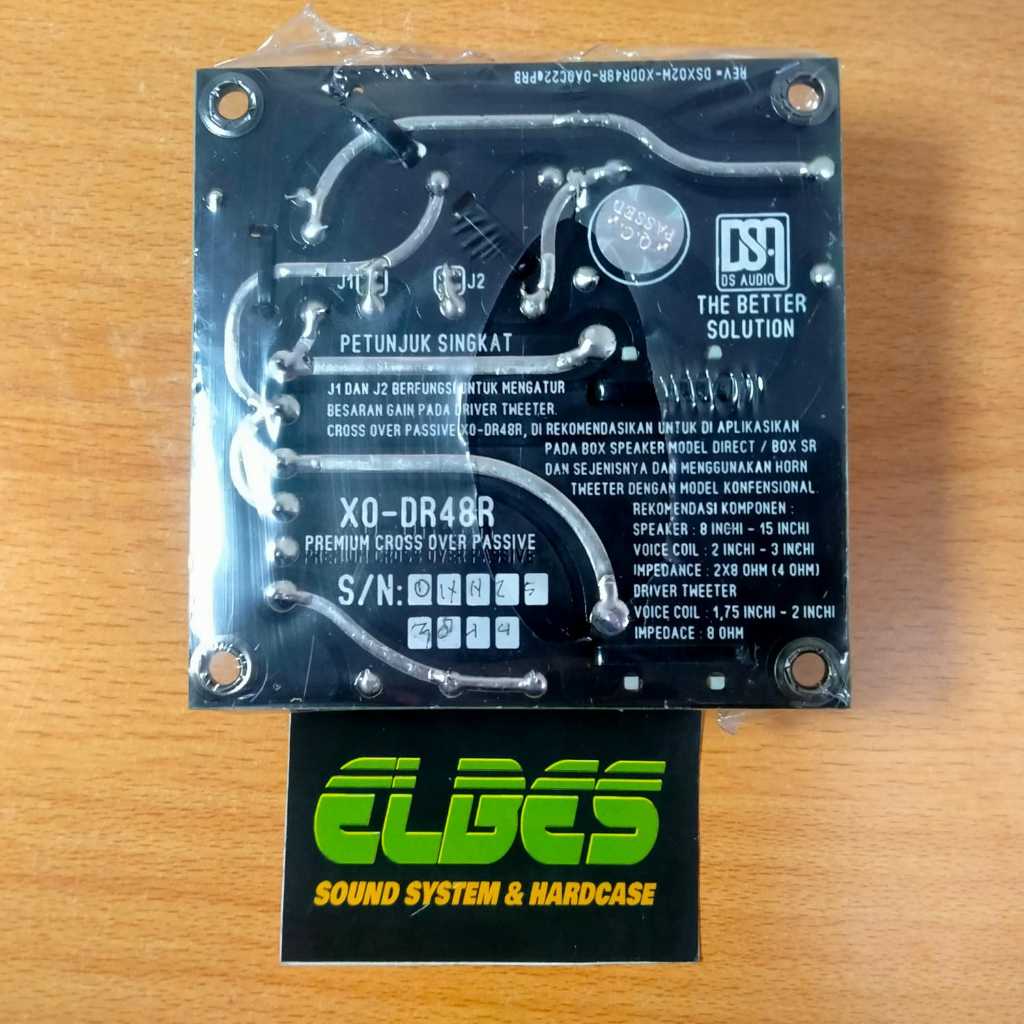 REV = DSX02M-XODR48R-DA0C22@PRB
Q.C.
PASSED
DS AUDIO
THE BETTER
SOLUTION
J1
J2
PETUNJUK SINGKAT
J1 DAN J2 BERFUNGSI UNTUK MENGATUR
BESARAN GAIN PADA DRIVER TWEETER.
CROSS OVER PASSIVE XO-DR48R, DI REKOMENDASIKAN UNTUK DI APLIKASIKAN
PADA BOX SPEAKER MODEL DIRECT / BOX SR
DAN SEJENISNYA DAN MENGGUNAKAN HORN
TWEETER DENGAN MODEL KONFENSIONAL.
REKOMENDASI KOMPONEN :
SPEAKER : 8 INCHI - 15 INCHI
VOICE COIL : 2 INCHI - 3 INCHI
IMPEDANCE : 2X8 OHM (4 OHM)
DRIVER TWEETER
VOICE COIL : 1,75 INCHI - 2 INCHI
IMPEDACE : 8 OHM
XO-DR48R
PREMIUM CROSS OVER PASSIVE
S/N:
ELBES
SOUND SYSTEM & HARDCASE